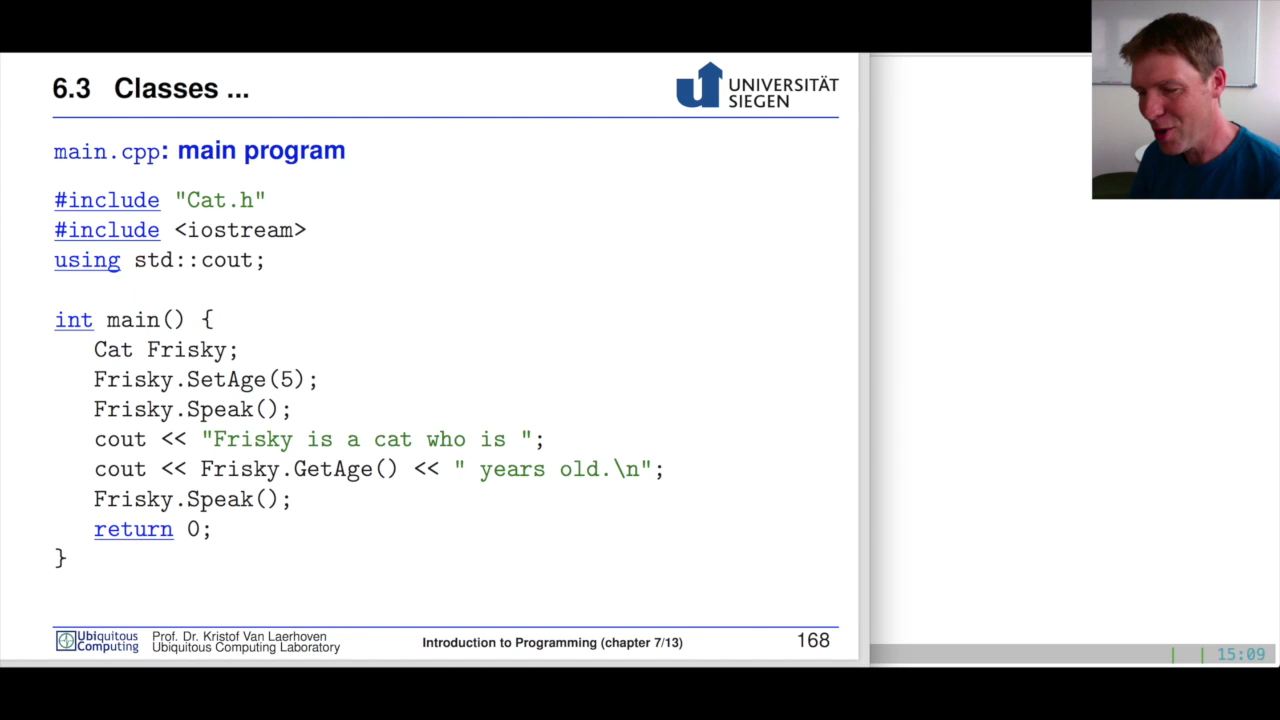 6.3 Classes ...
UNIVERSITÄT
SIEGEN
main.cpp: main program
#include "Cat.h"
#include <iostream>
using std::cout;
int main() {
Cat Frisky;
Frisky.SetAge(5);
Frisky.Speak();
cout << "Frisky is a cat who is ";
cout << Frisky.GetAge() << " years old.\n";
Frisky.Speak();
return 0;
}
Ubiquitous
Computing
Prof. Dr. Kristof Van Laerhoven
Ubiquitous Computing Laboratory
Introduction to Programming (chapter 7/13)
168
15:09